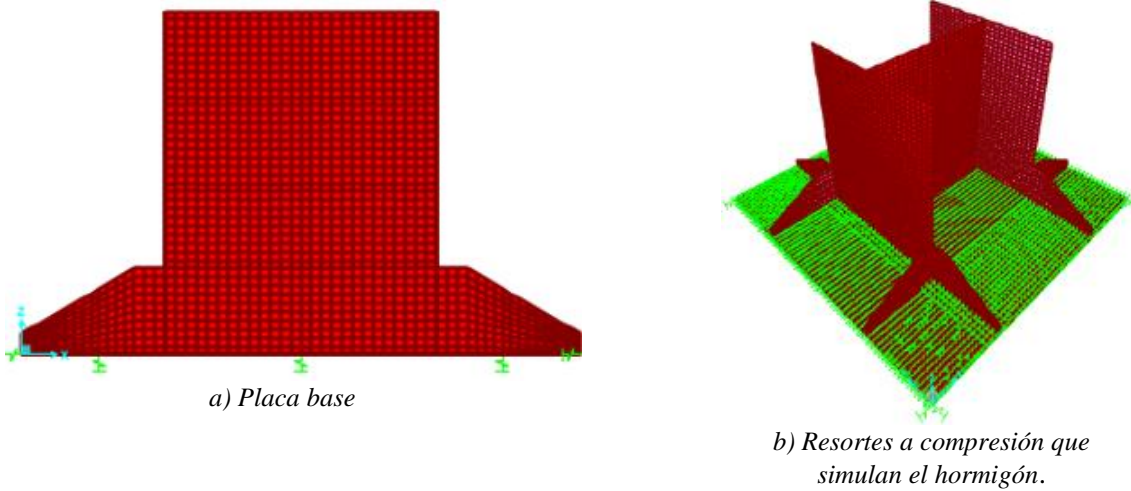 a) Placa base
b) Resortes a compresión que
simulan el hormigón.